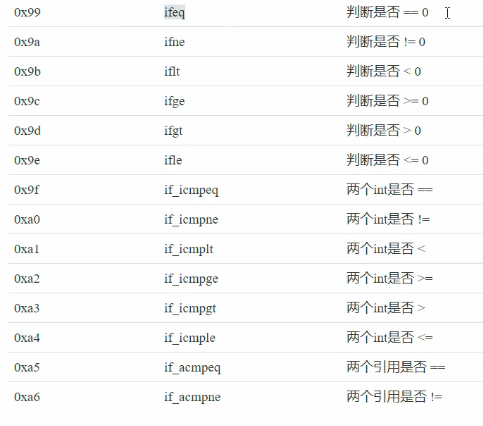 0x99 ifeq 判断是否 == 0
0x9a ifne 判断是否 != 0
0x9b iflt 判断是否 < 0
0x9c ifge 判断是否 >= 0
0x9d ifgt 判断是否 > 0
0x9e ifle 判断是否 <= 0
0x9f if_icmpeq 两个int是否 ==
0xa0 if_icmpne 两个int是否 !=
0xa1 if_icmplt 两个int是否 <
0xa2 if_icmpge 两个int是否 >=
0xa3 if_icmpgt 两个int是否 >
0xa4 if_icmple 两个int是否 <=
0xa5 if_acmpeq 两个引用是否 ==
0xa6 if_acmpne 两个引用是否 !=